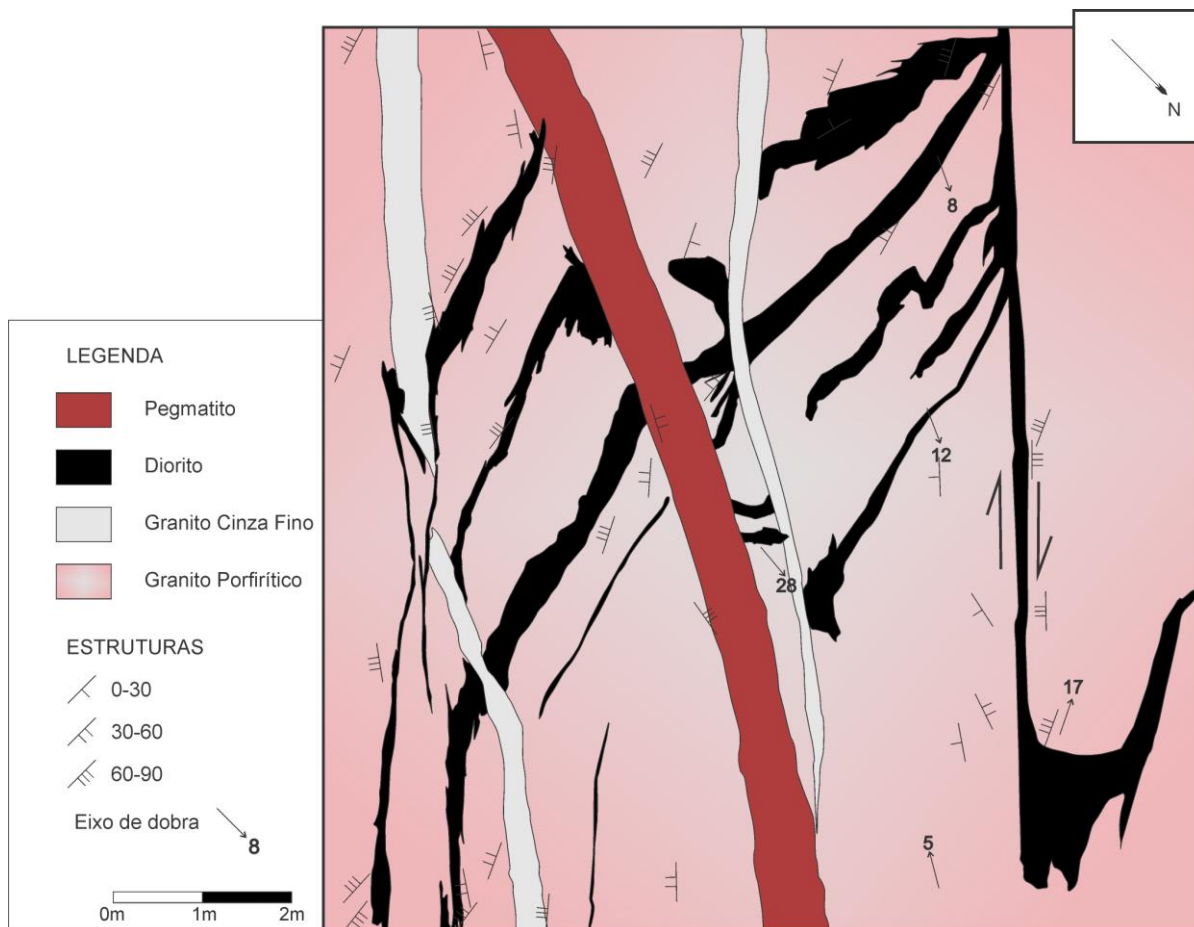 N
8
12
28
17
5
LEGENDA
Pegmatito
Diorito
Granito Cinza Fino
Granito Porfirítico
ESTRUTURAS
0-30
30-60
60-90
Eixo de dobra
8
0m 1m 2m